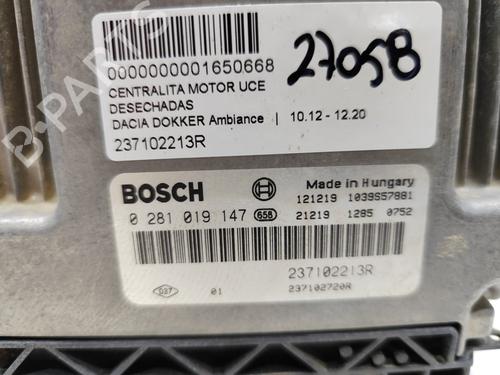 0000000001650668
27058
CENTRALITA MOTOR UCE
DESECHADAS
DACIA DOKKER Ambiance | 10.12 - 12.20
237102213R
BOSCH
Made in Hungary
121219 1039S57881
0 281 019 147 658
21219 1285 0752
237102213R
01
237102720R